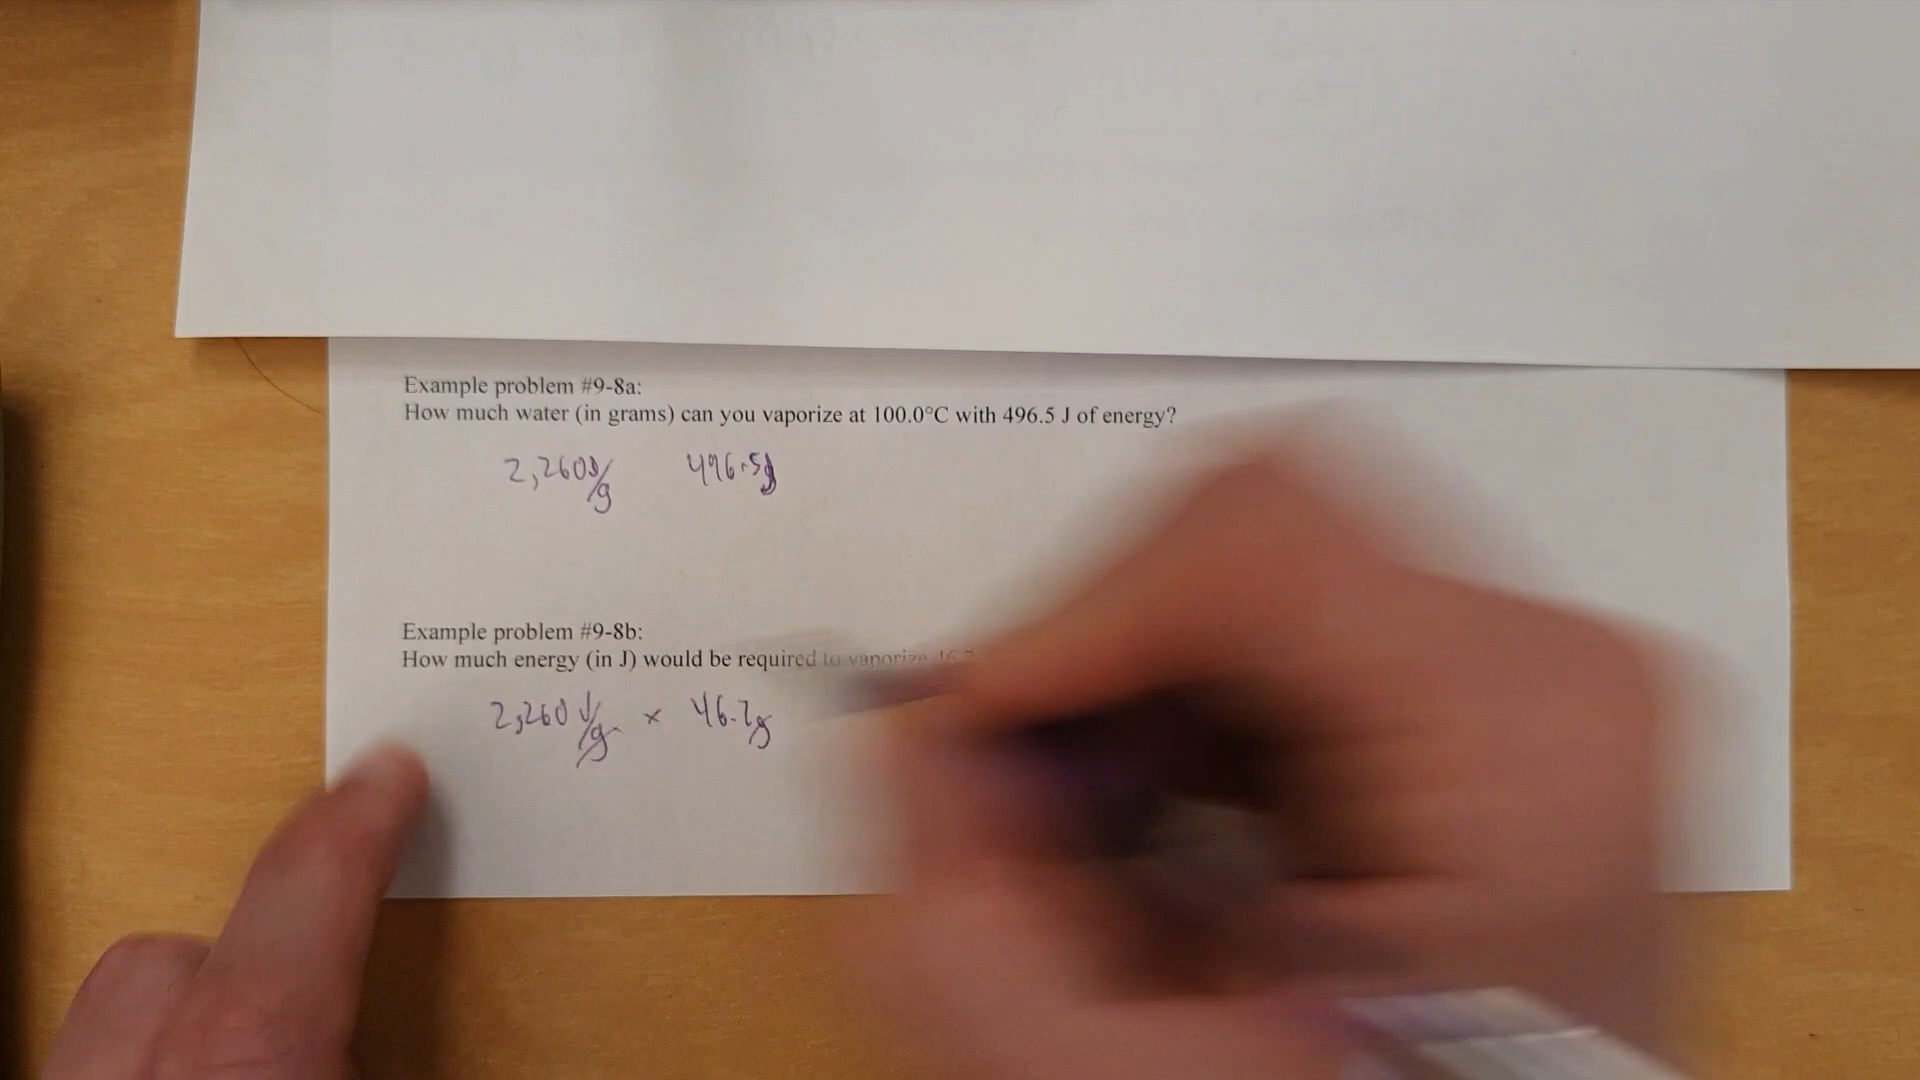 Example problem #9-8a:
How much water (in grams) can you vaporize at 100.0°C with 496.5 J of energy?
2,260 J/g 496.5 J
Example problem #9-8b:
How much energy (in J) would be required to vaporize
2,260 J/g × 46.7g